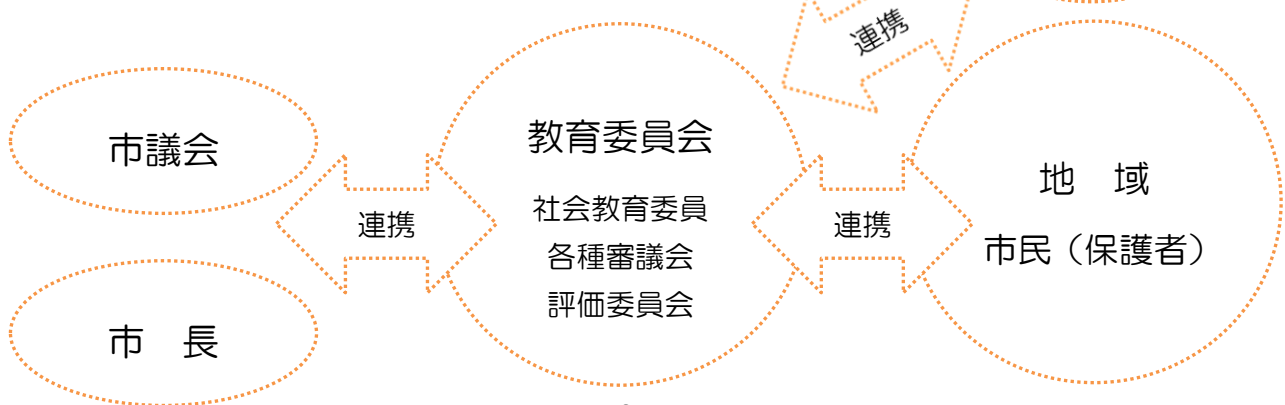 連携
市議会
市　長
連携
教育委員会
社会教育委員
各種審議会
評価委員会
連携
地　域
市民（保護者）